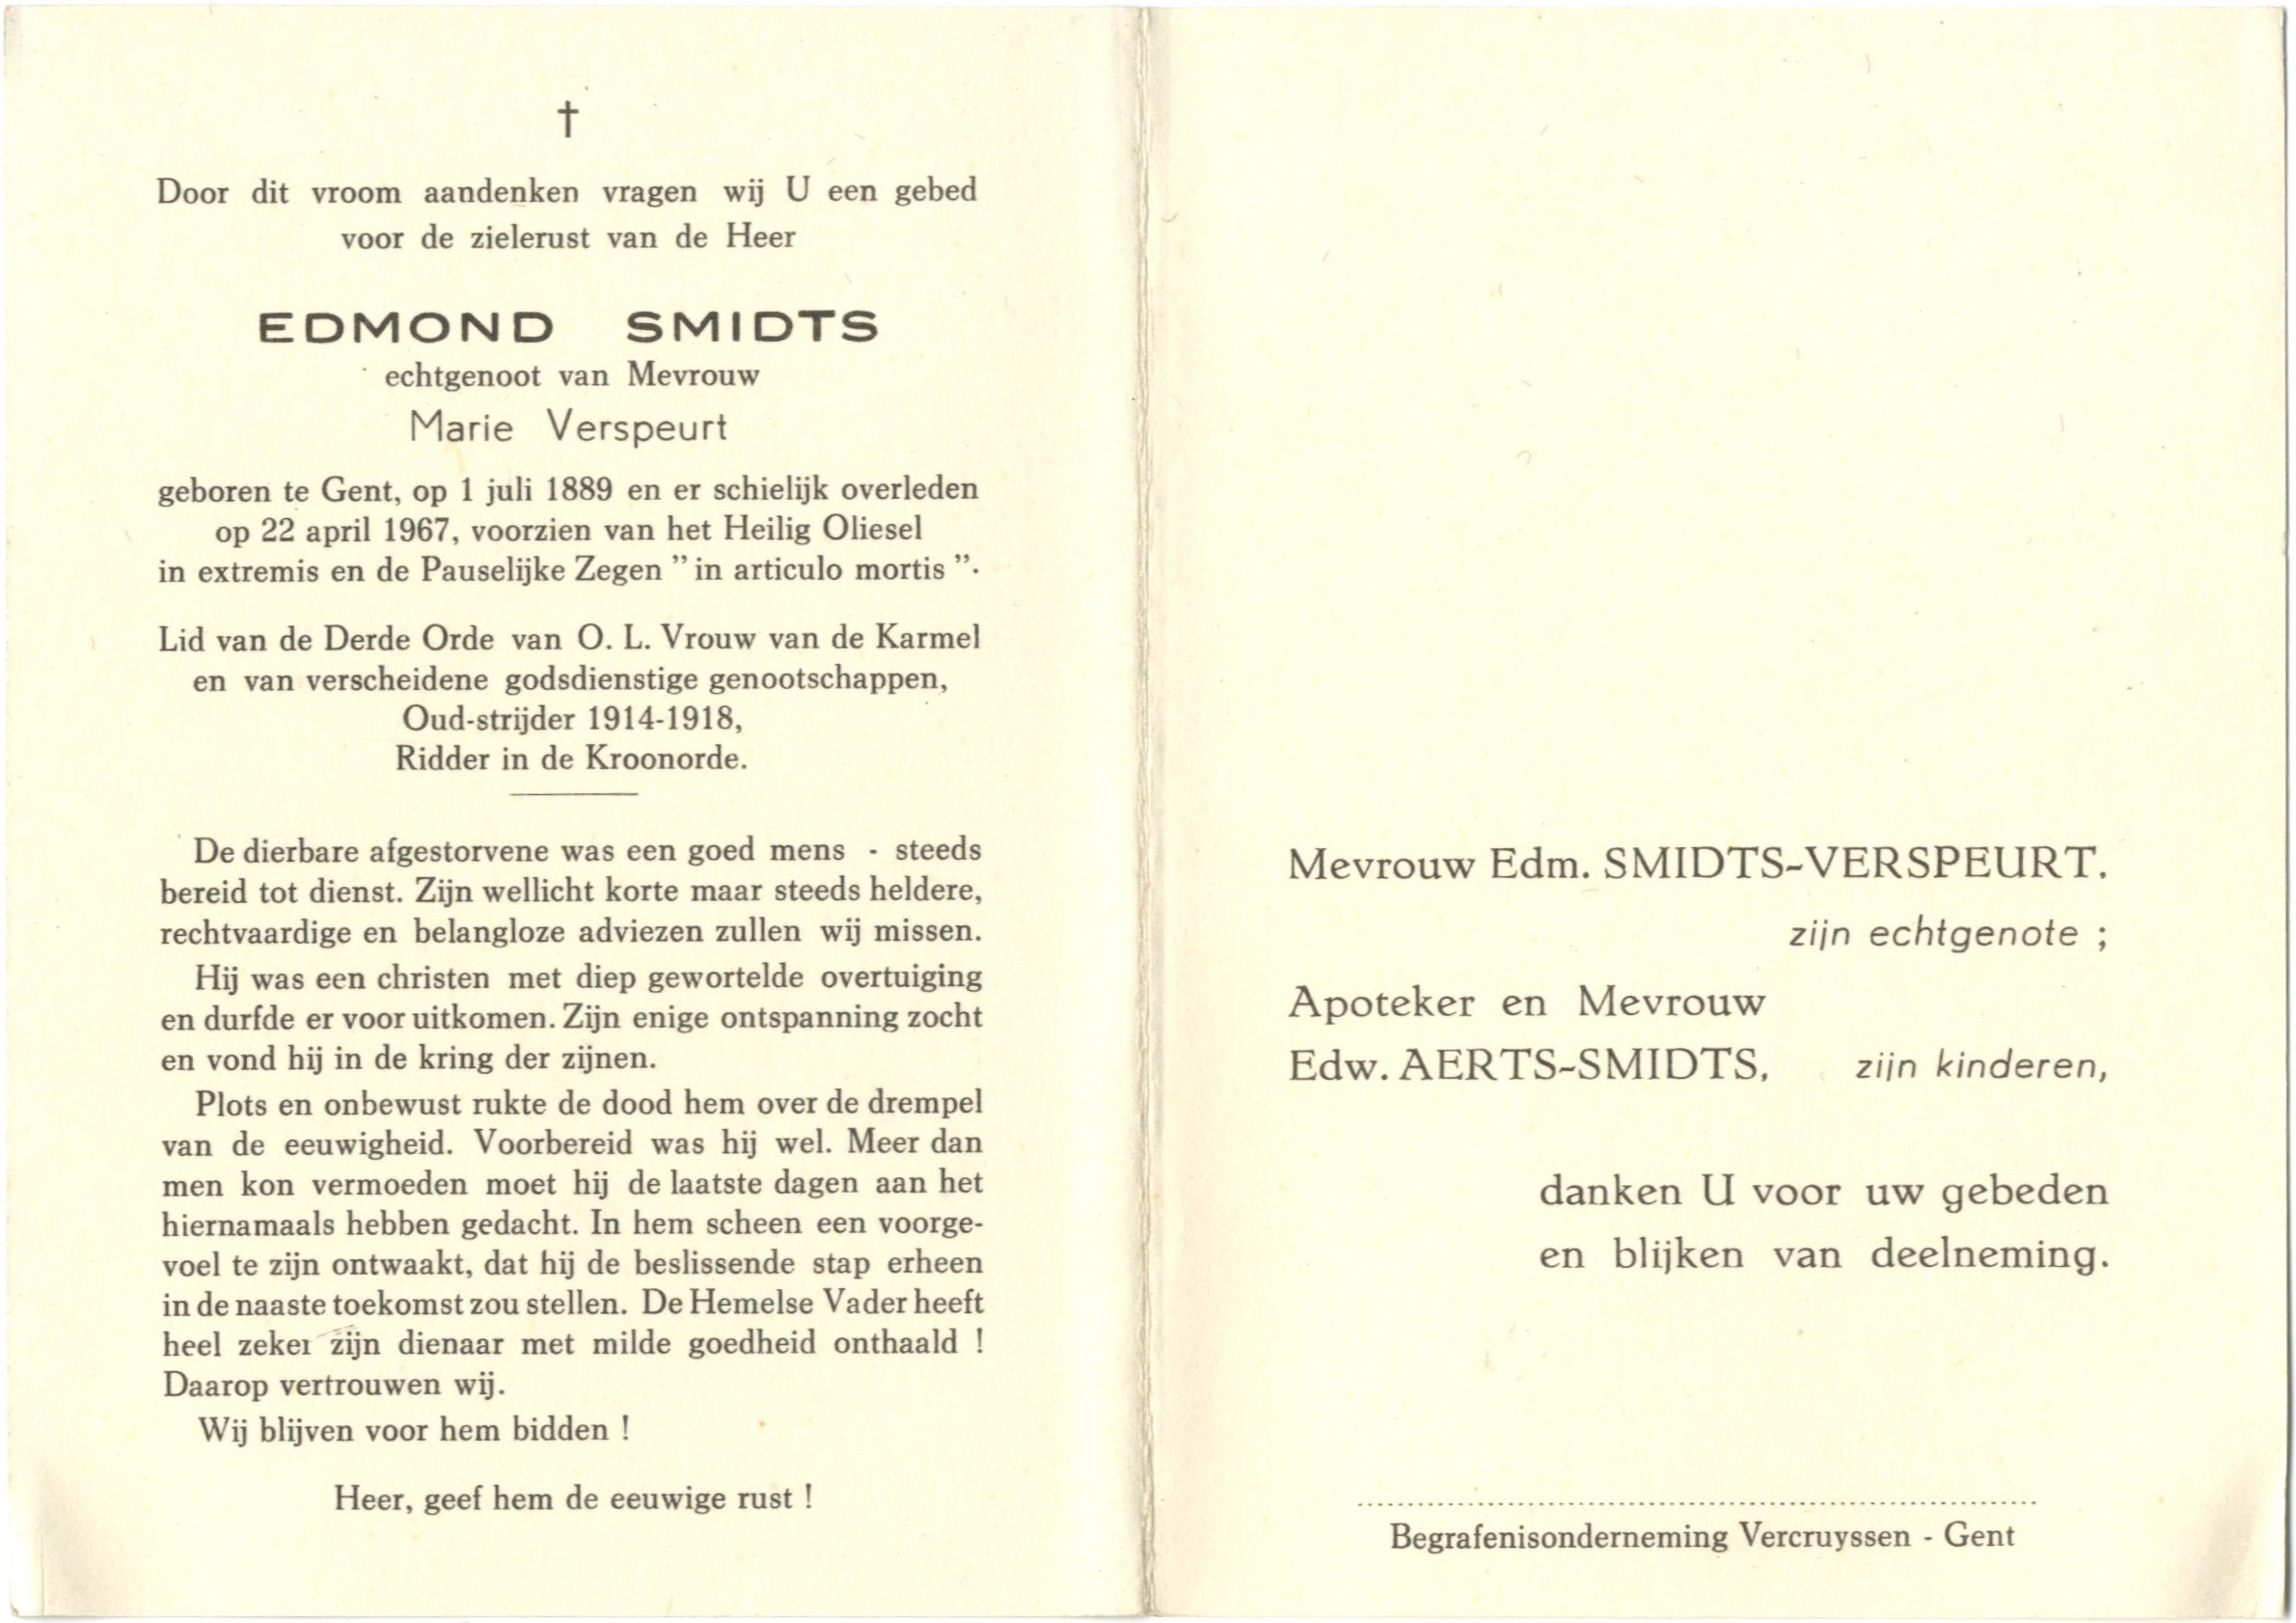 †
Door dit vroom aandenken vragen wij U een gebed
voor de zielerust van de Heer
EDMOND SMIDTS
echtgenoot van Mevrouw
Marie Verspeurt
geboren te Gent, op 1 juli 1889 en er schielijk overleden
op 22 april 1967, voorzien van het Heilig Oliesel
in extremis en de Pauselijke Zegen ” in articulo mortis ”.
Lid van de Derde Orde van O. L. Vrouw van de Karmel
en van verscheidene godsdienstige genootschappen,
Oud-strijder 1914-1918,
Ridder in de Kroonorde.
De dierbare afgestorvene was een goed mens - steeds
bereid tot dienst. Zijn wellicht korte maar steeds heldere,
rechtvaardige en belangloze adviezen zullen wij missen.
Hij was een christen met diep gewortelde overtuiging
en durfde er voor uitkomen. Zijn enige ontspanning zocht
en vond hij in de kring der zijnen.
Plots en onbewust rukte de dood hem over de drempel
van de eeuwigheid. Voorbereid was hij wel. Meer dan
men kon vermoeden moet hij de laatste dagen aan het
hiernamaals hebben gedacht. In hem scheen een voorge-
voel te zijn ontwaakt, dat hij de beslissende stap erheen
in de naaste toekomst zou stellen. De Hemelse Vader heeft
heel zeker zijn dienaar met milde goedheid onthaald !
Daarop vertrouwen wij.
Wij blijven voor hem bidden !
Heer, geef hem de eeuwige rust !
Mevrouw Edm. SMIDTS-VERSPEURT.
zijn echtgenote ;
Apoteker en Mevrouw
Edw. AERTS-SMIDTS, zijn kinderen,
danken U voor uw gebeden
en blijken van deelneming.
Begrafenisonderneming Vercruyssen - Gent